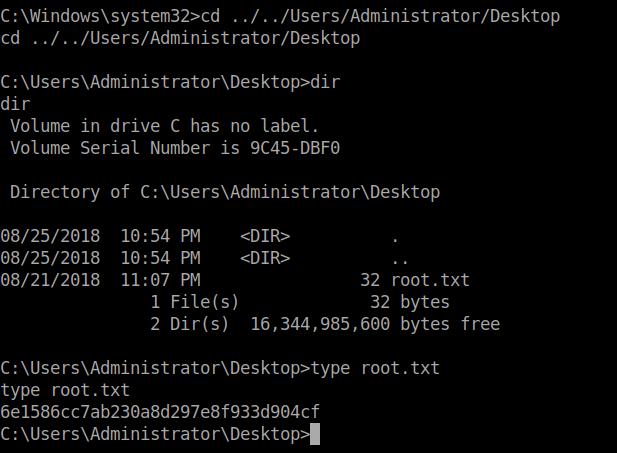 C:\Windows\system32>cd ../../Users/Administrator/Desktop
cd ../../Users/Administrator/Desktop
C:\Users\Administrator\Desktop>dir
dir
 Volume in drive C has no label.
 Volume Serial Number is 9C45-DBF0
 Directory of C:\Users\Administrator\Desktop
08/25/2018  10:54 PM    <DIR>          .
08/25/2018  10:54 PM    <DIR>          ..
08/21/2018  11:07 PM                32 root.txt
               1 File(s)             32 bytes
               2 Dir(s)  16,344,985,600 bytes free
C:\Users\Administrator\Desktop>type root.txt
type root.txt
6e1586cc7ab230a8d297e8f933d904cf
C:\Users\Administrator\Desktop>